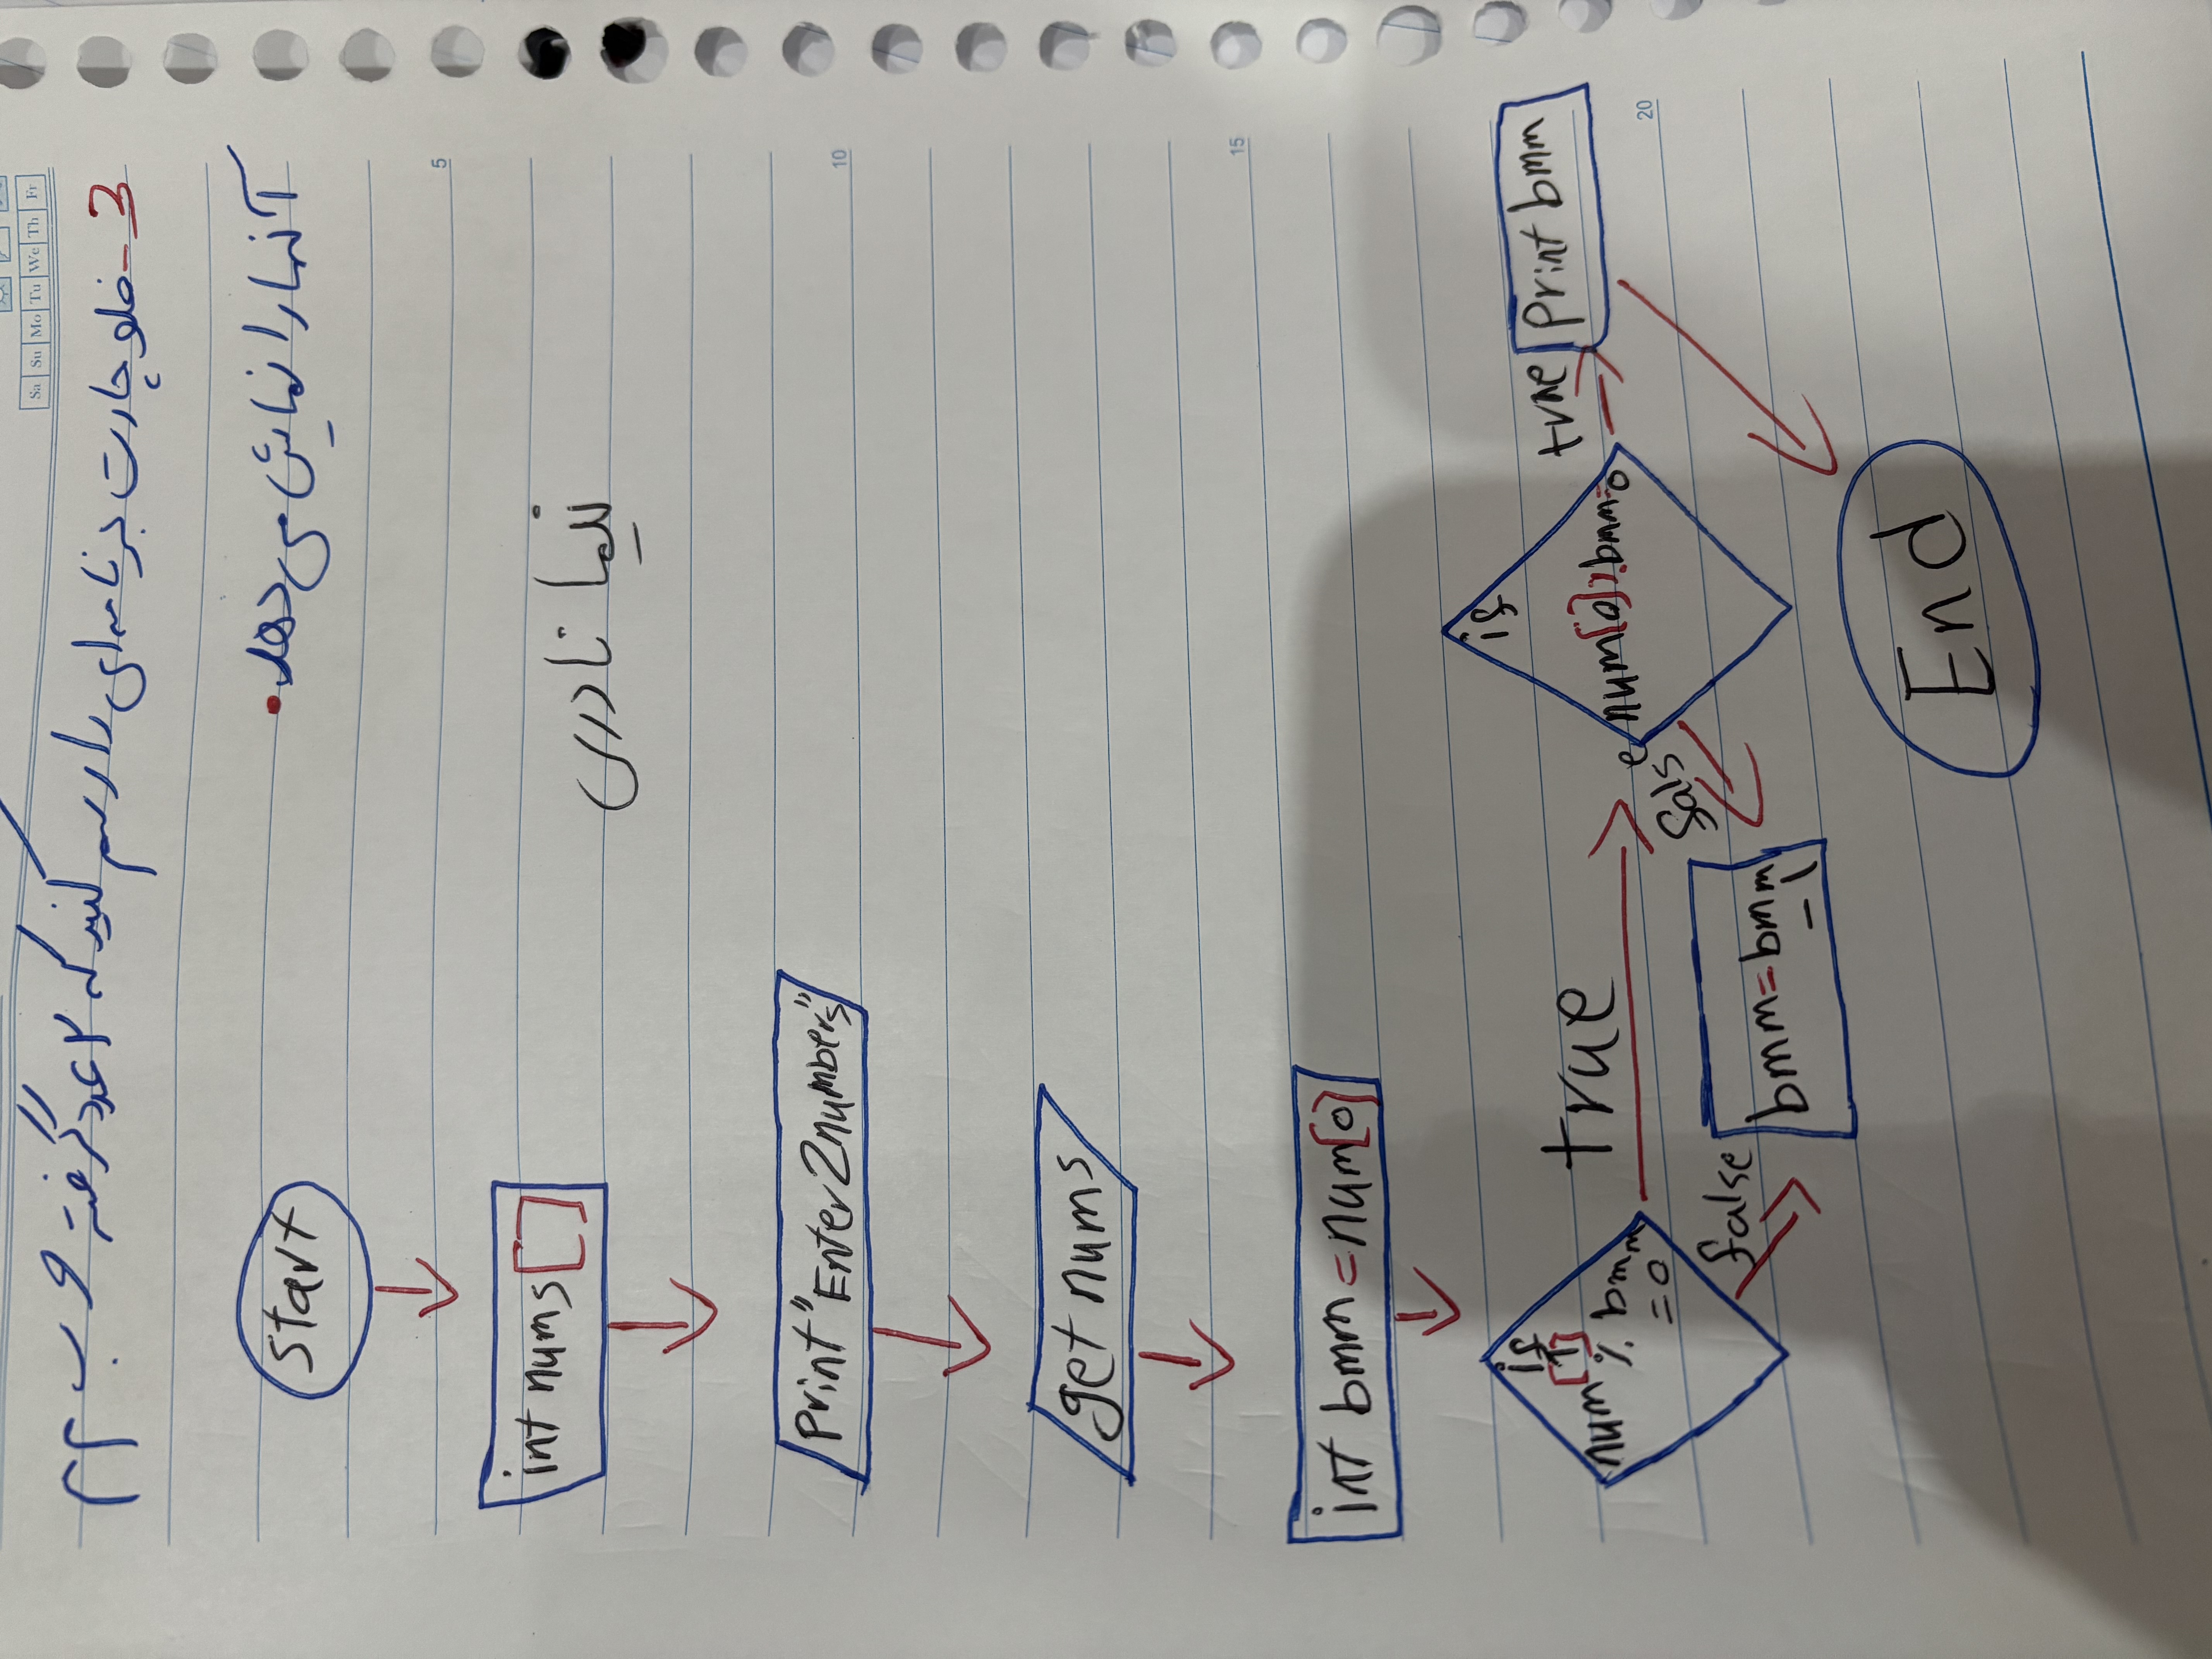 Sa Su Mo Tu We Th Fr
3- فلوچارت برنامه‌ای را رسم کنید که ۲ عدد گرفته و ب م م
آنها را نمایش می‌دهد.
start
int nums []
5
نیما نادری
print "Enter 2 numbers"
10
get nums
15
int bmm = num[0]
if
num[1]
% bmm
=0
true
if
num[0] % bmm=0
true
print bmm
false
false
bmm = bmm
-1
20
End